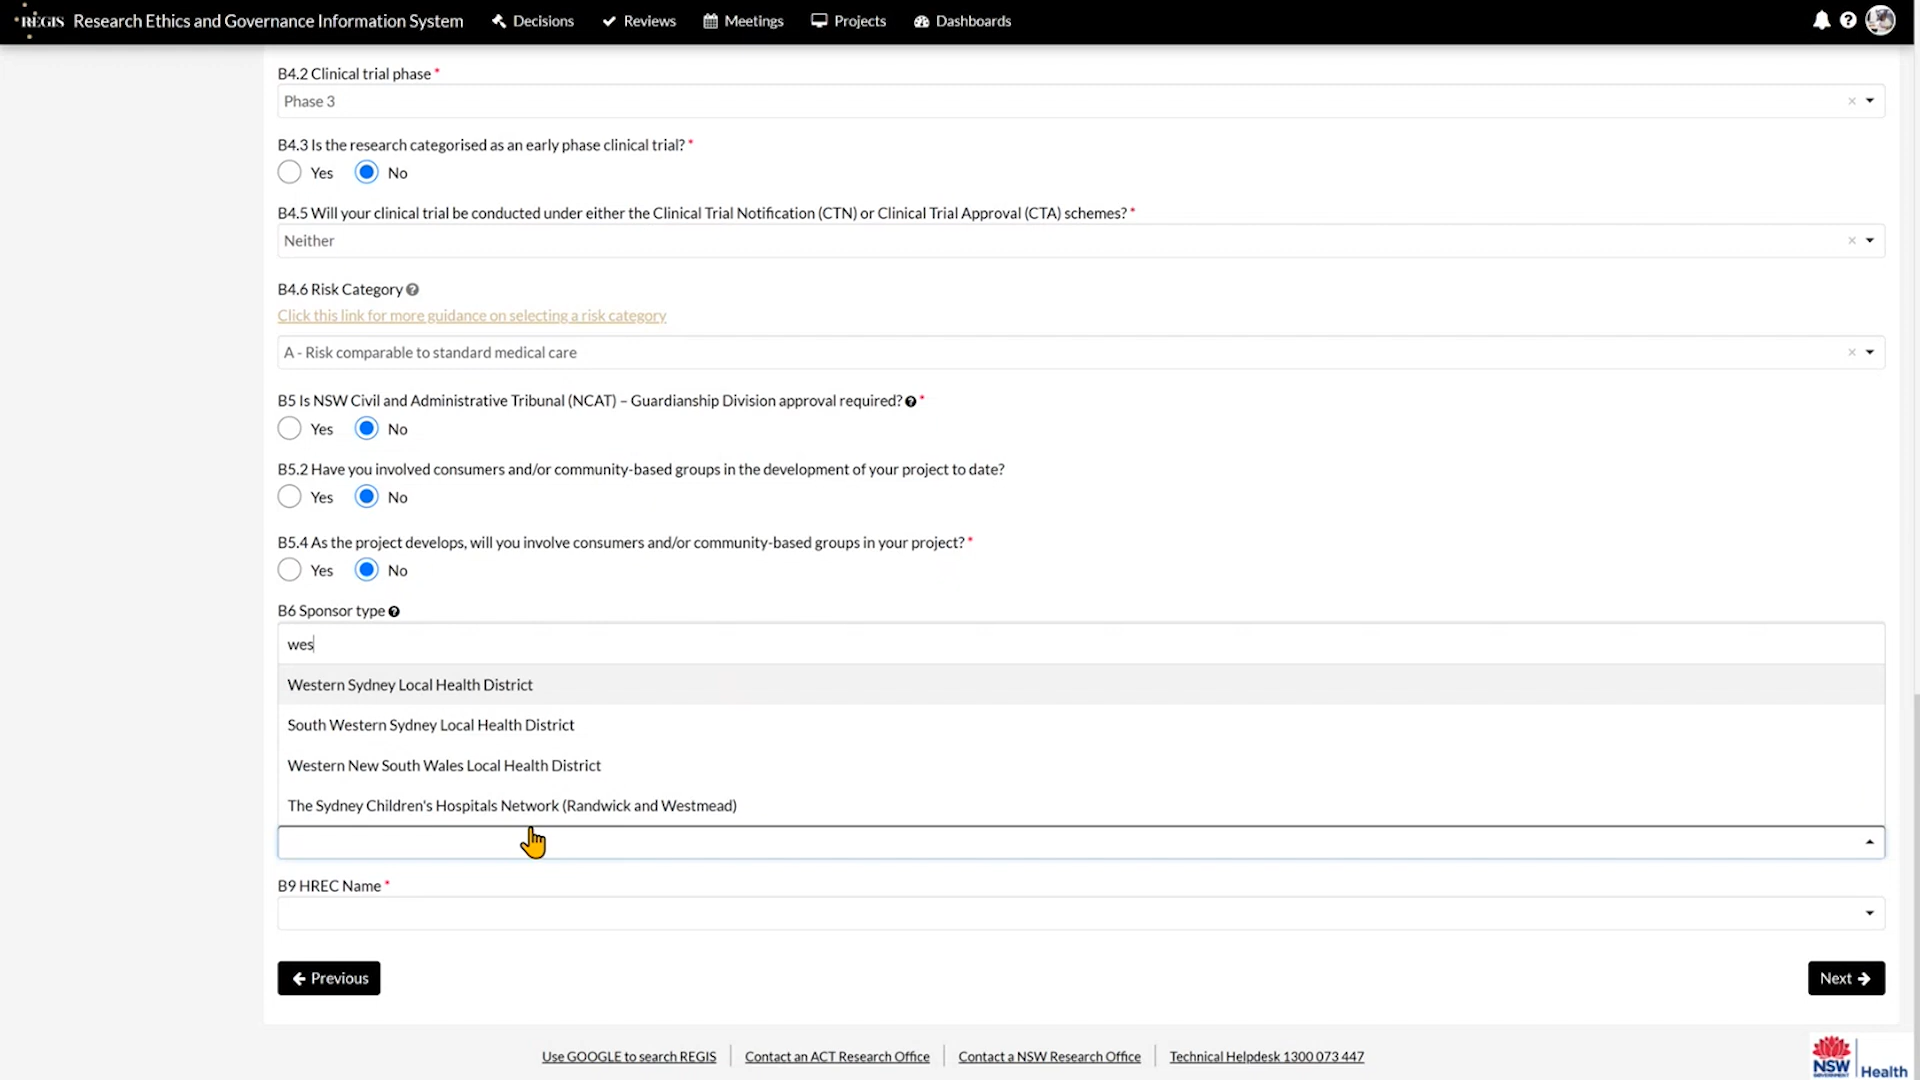 REGIS Research Ethics and Governance Information System Decisions Reviews Meetings Projects Dashboards
B4.2 Clinical trial phase *
Phase 3
B4.3 Is the research categorised as an early phase clinical trial? *
Yes No
B4.5 Will your clinical trial be conducted under either the Clinical Trial Notification (CTN) or Clinical Trial Approval (CTA) schemes? *
Neither
B4.6 Risk Category
Click this link for more guidance on selecting a risk category
A - Risk comparable to standard medical care
B5 Is NSW Civil and Administrative Tribunal (NCAT) – Guardianship Division approval required? *
Yes No
B5.2 Have you involved consumers and/or community-based groups in the development of your project to date?
Yes No
B5.4 As the project develops, will you involve consumers and/or community-based groups in your project? *
Yes No
B6 Sponsor type
wes
Western Sydney Local Health District
South Western Sydney Local Health District
Western New South Wales Local Health District
The Sydney Children's Hospitals Network (Randwick and Westmead)
B9 HREC Name *
Previous
Next
Use GOOGLE to search REGIS
Contact an ACT Research Office
Contact a NSW Research Office
Technical Helpdesk 1300 073 447
NSW
Health